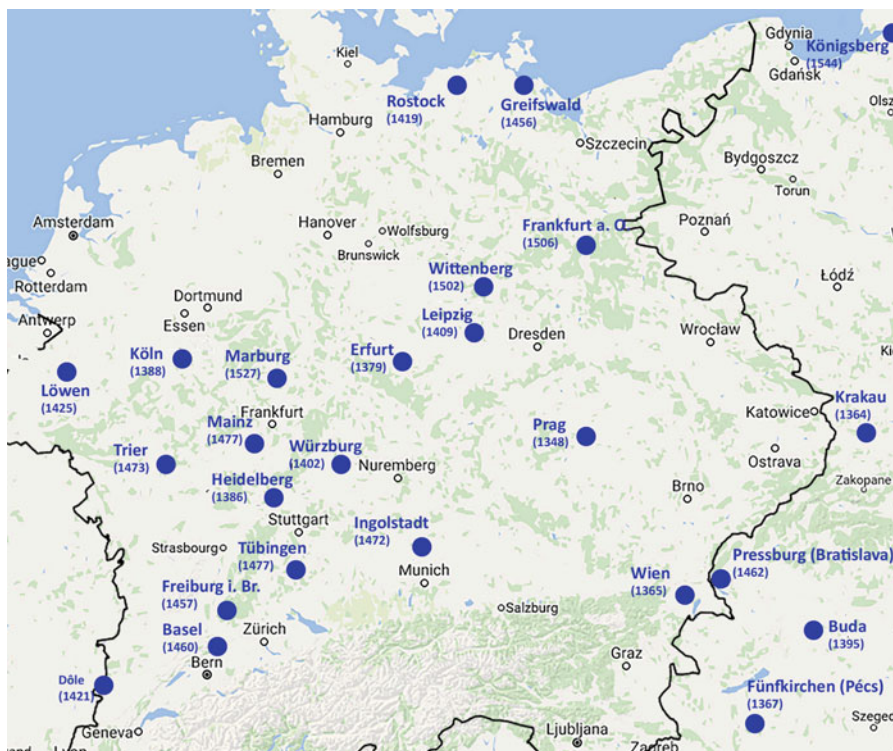 Gdynia
Königsberg
(1544)
Kiel
Gdańsk
Rostock
(1419)
Greifswald
(1456)
Olsz
Hamburg
Szczecin
Bremen
Bydgoszcz
Torun
Amsterdam
Hanover
Wolfsburg
Frankfurt a. O
(1506)
Poznań
Brunswick
ague
Rotterdam
Wittenberg
(1502)
Łódź
Dortmund
Essen
Antwerp
Leipzig
(1409)
Dresden
Wrocław
Köln
(1388)
Marburg
(1527)
Erfurt
(1379)
Löwen
(1425)
Frankfurt
Katowice
Krakau
(1364)
Mainz
(1477)
Prag
(1348)
Trier
(1473)
Würzburg
(1402)
Nuremberg
Ostrava
Heidelberg
(1386)
Brno
Zakopane
Stuttgart
Ingolstadt
(1472)
Strasbourg
Tübingen
(1477)
Pressburg (Bratislava)
(1462)
Munich
Wien
(1365)
Freiburg i. Br.
(1457)
Salzburg
Basel
(1460)
Zürich
Buda
(1395)
Graz
Bern
Dôle
(1421)
Fünfkirchen (Pécs)
(1367)
Geneva
Ljubljana
Szeged
Zagreb